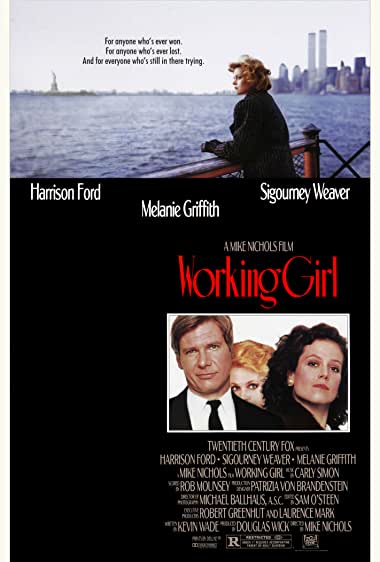 For anyone who's ever won.
For anyone who's ever lost.
And for everyone who's still in there trying.
Harrison Ford
Melanie Griffith
Sigourney Weaver
A MIKE NICHOLS FILM
Working Girl
TWENTIETH CENTURY FOX PRESENTS
HARRISON FORD • SIGOURNEY WEAVER • MELANIE GRIFFITH
A MIKE NICHOLS FILM WORKING GIRL MUSIC BY CARLY SIMON
SCORED BY ROB MOUNSEY PRODUCTION DESIGNER PATRIZIA VON BRANDENSTEIN
DIRECTOR OF PHOTOGRAPHY MICHAEL BALLHAUS, A.S.C. EDITED BY SAM O'STEEN
EXECUTIVE PRODUCERS ROBERT GREENHUT AND LAURENCE MARK
WRITTEN BY KEVIN WADE PRODUCED BY DOUGLAS WICK DIRECTED BY MIKE NICHOLS
R RESTRICTED